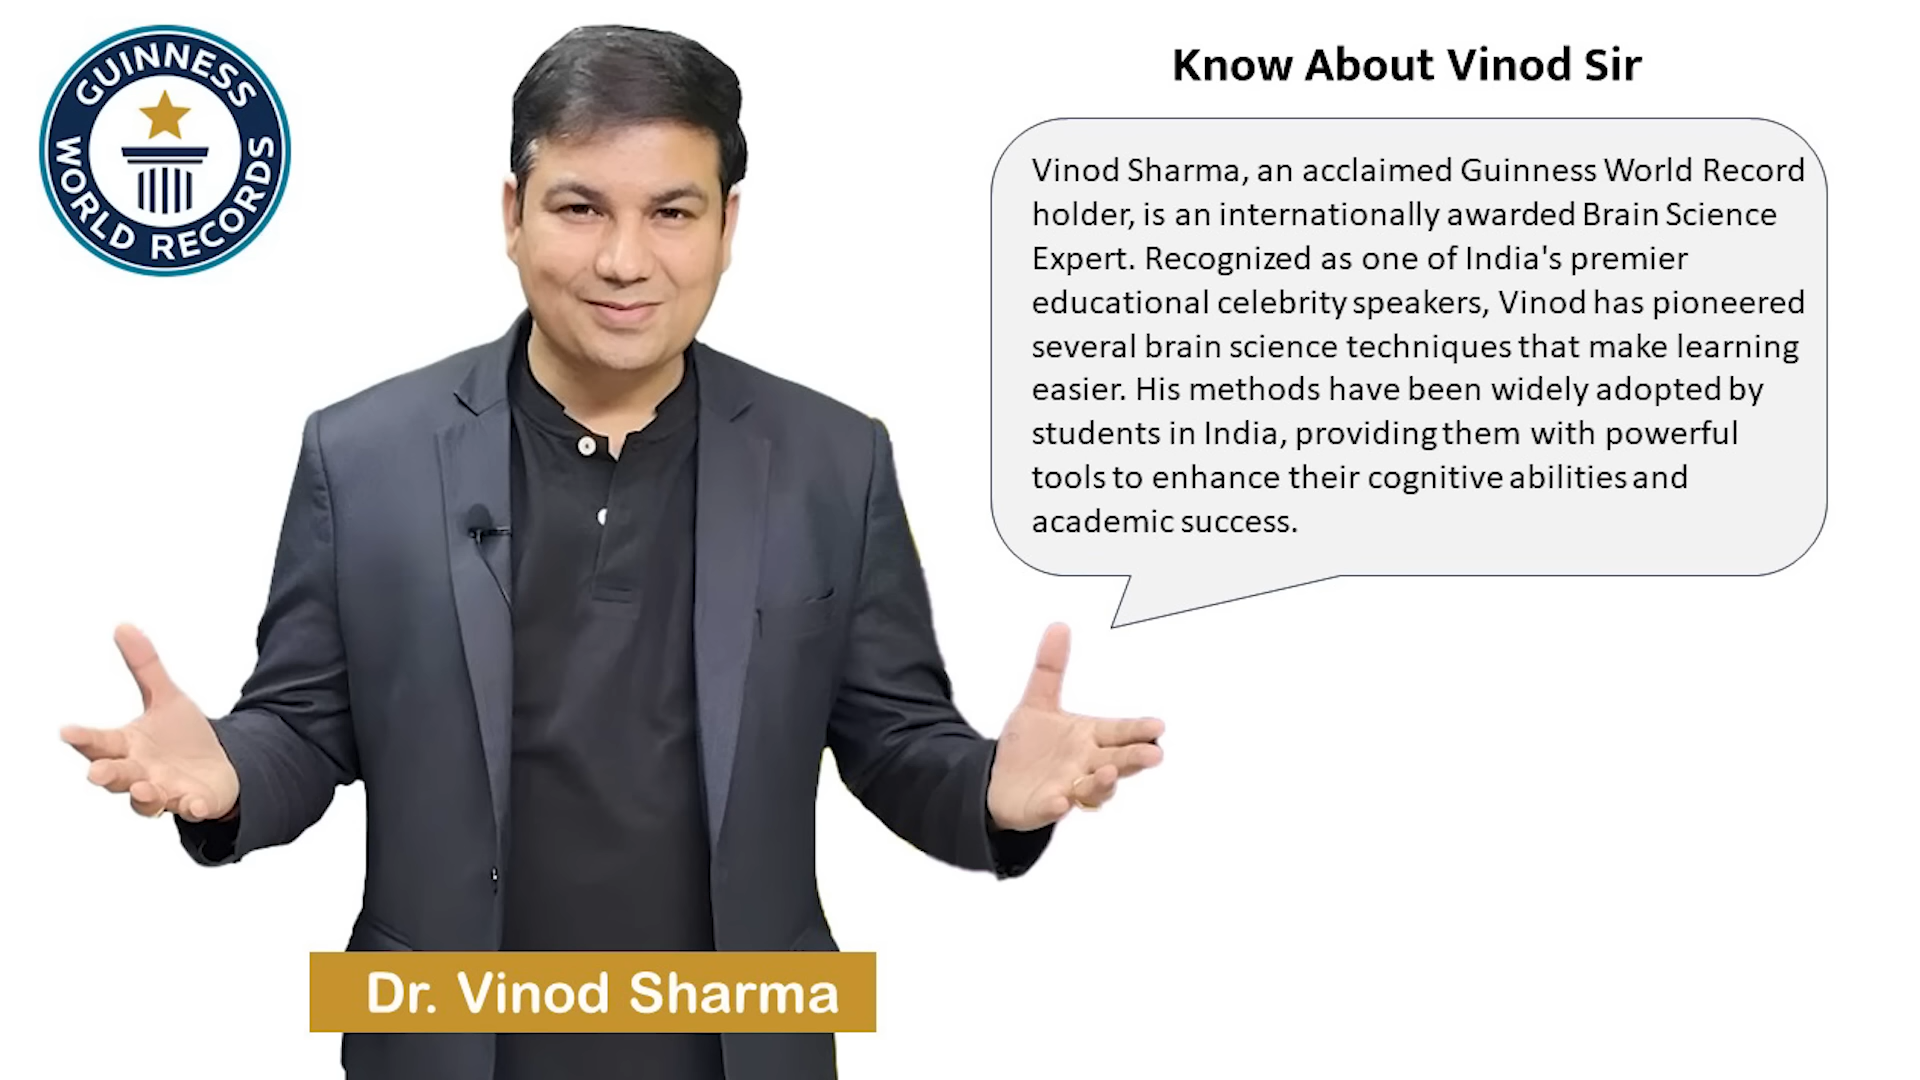 GUINNESS
WORLD RECORDS
Know About Vinod Sir
Vinod Sharma, an acclaimed Guinness World Record
holder, is an internationally awarded Brain Science
Expert. Recognized as one of India's premier
educational celebrity speakers, Vinod has pioneered
several brain science techniques that make learning
easier. His methods have been widely adopted by
students in India, providing them with powerful
tools to enhance their cognitive abilities and
academic success.
Dr. Vinod Sharma